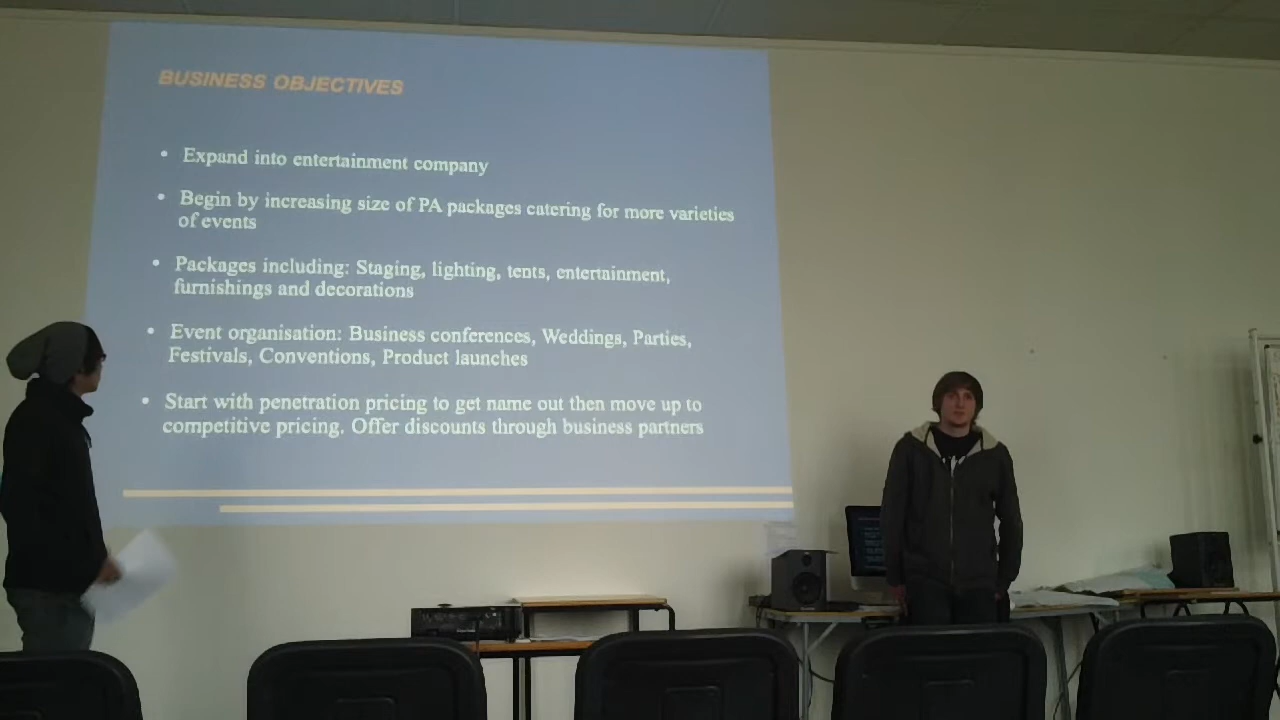 BUSINESS OBJECTIVES
• Expand into entertainment company
• Begin by increasing size of PA packages catering for more varieties
of events
• Packages including: Staging, lighting, tents, entertainment,
furnishings and decorations
• Event organisation: Business conferences, Weddings, Parties,
Festivals, Conventions, Product launches
• Start with penetration pricing to get name out then move up to
competitive pricing. Offer discounts through business partners